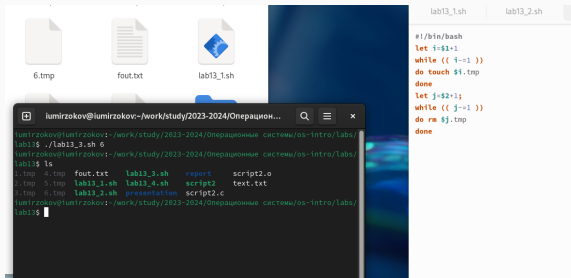 6.tmp
fout.txt
lab13_1.sh
iumirzokov@iumirzokov:~/work/study/2023-2024/Операцион...
iumirzokov@iumirzokov:~/work/study/2023-2024/Операционные системы/os-intro/labs/
lab13$ ./lab13_3.sh 6
iumirzokov@iumirzokov:~/work/study/2023-2024/Операционные системы/os-intro/labs/
lab13$ ls
1.tmp 4.tmp fout.txt lab13_3.sh report script2.o
2.tmp 5.tmp lab13_1.sh lab13_4.sh script2 text.txt
3.tmp 6.tmp lab13_2.sh presentation script2.c
iumirzokov@iumirzokov:~/work/study/2023-2024/Операционные системы/os-intro/labs/
lab13$
lab13_1.sh
lab13_2.sh
#!/bin/bash
let i=$1+1
while (( i-=1 ))
do touch $i.tmp
done
let j=$2+1;
while (( j-=1 ))
do rm $j.tmp
done